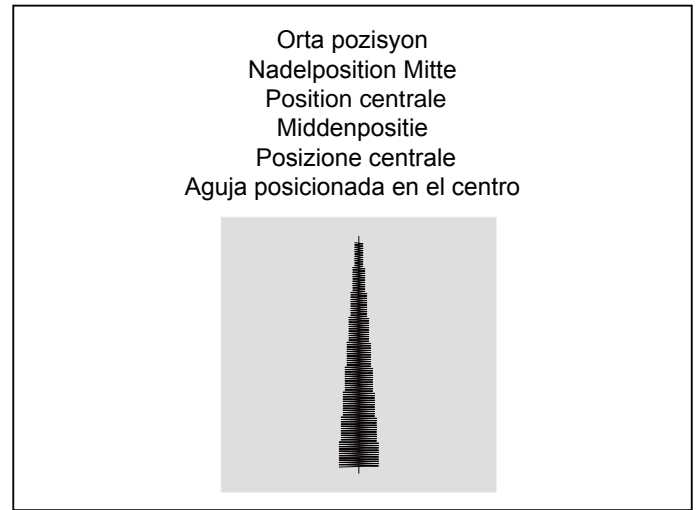 Orta pozisyon
Nadelposition Mitte
Position centrale
Middenpositie
Posizione centrale
Aguja posicionada en el centro